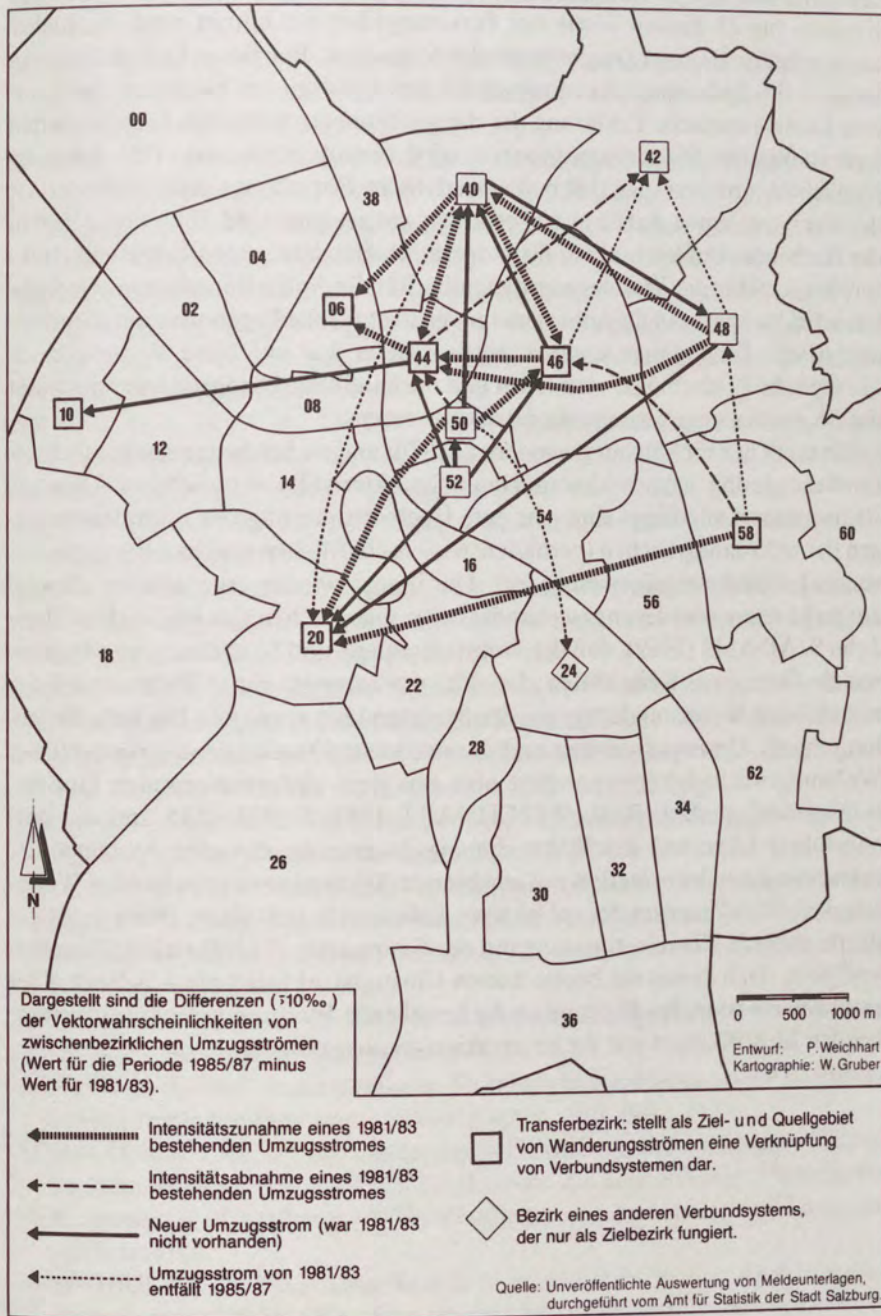 00
42
40
38
04
02
06
48
44
46
10
08
50
12
14
52
54
58
60
16
56
20
18
24
22
28
62
34
26
32
30
N
36
0 500 1000 m
Entwurf: P.Weichhart
Kartographie: W.Gruber
Dargestellt sind die Differenzen (∓10‰)
der Vektorwahrscheinlichkeiten von
zwischenbezirklichen Umzugsströmen
(Wert für die Periode 1985/87 minus
Wert für 1981/83).
Intensitätszunahme eines 1981/83
bestehenden Umzugsstromes
Intensitätsabnahme eines 1981/83
bestehenden Umzugsstromes
Neuer Umzugsstrom (war 1981/83
nicht vorhanden)
Umzugsstrom von 1981/83
entfällt 1985/87
Transferbezirk: stellt als Ziel- und Quellgebiet
von Wanderungsströmen eine Verknüpfung
von Verbundsystemen dar.
Bezirk eines anderen Verbundsystems,
der nur als Zielbezirk fungiert.
Quelle: Unveröffentlichte Auswertung von Meldeunterlagen,
durchgeführt vom Amt für Statistik der Stadt Salzburg.